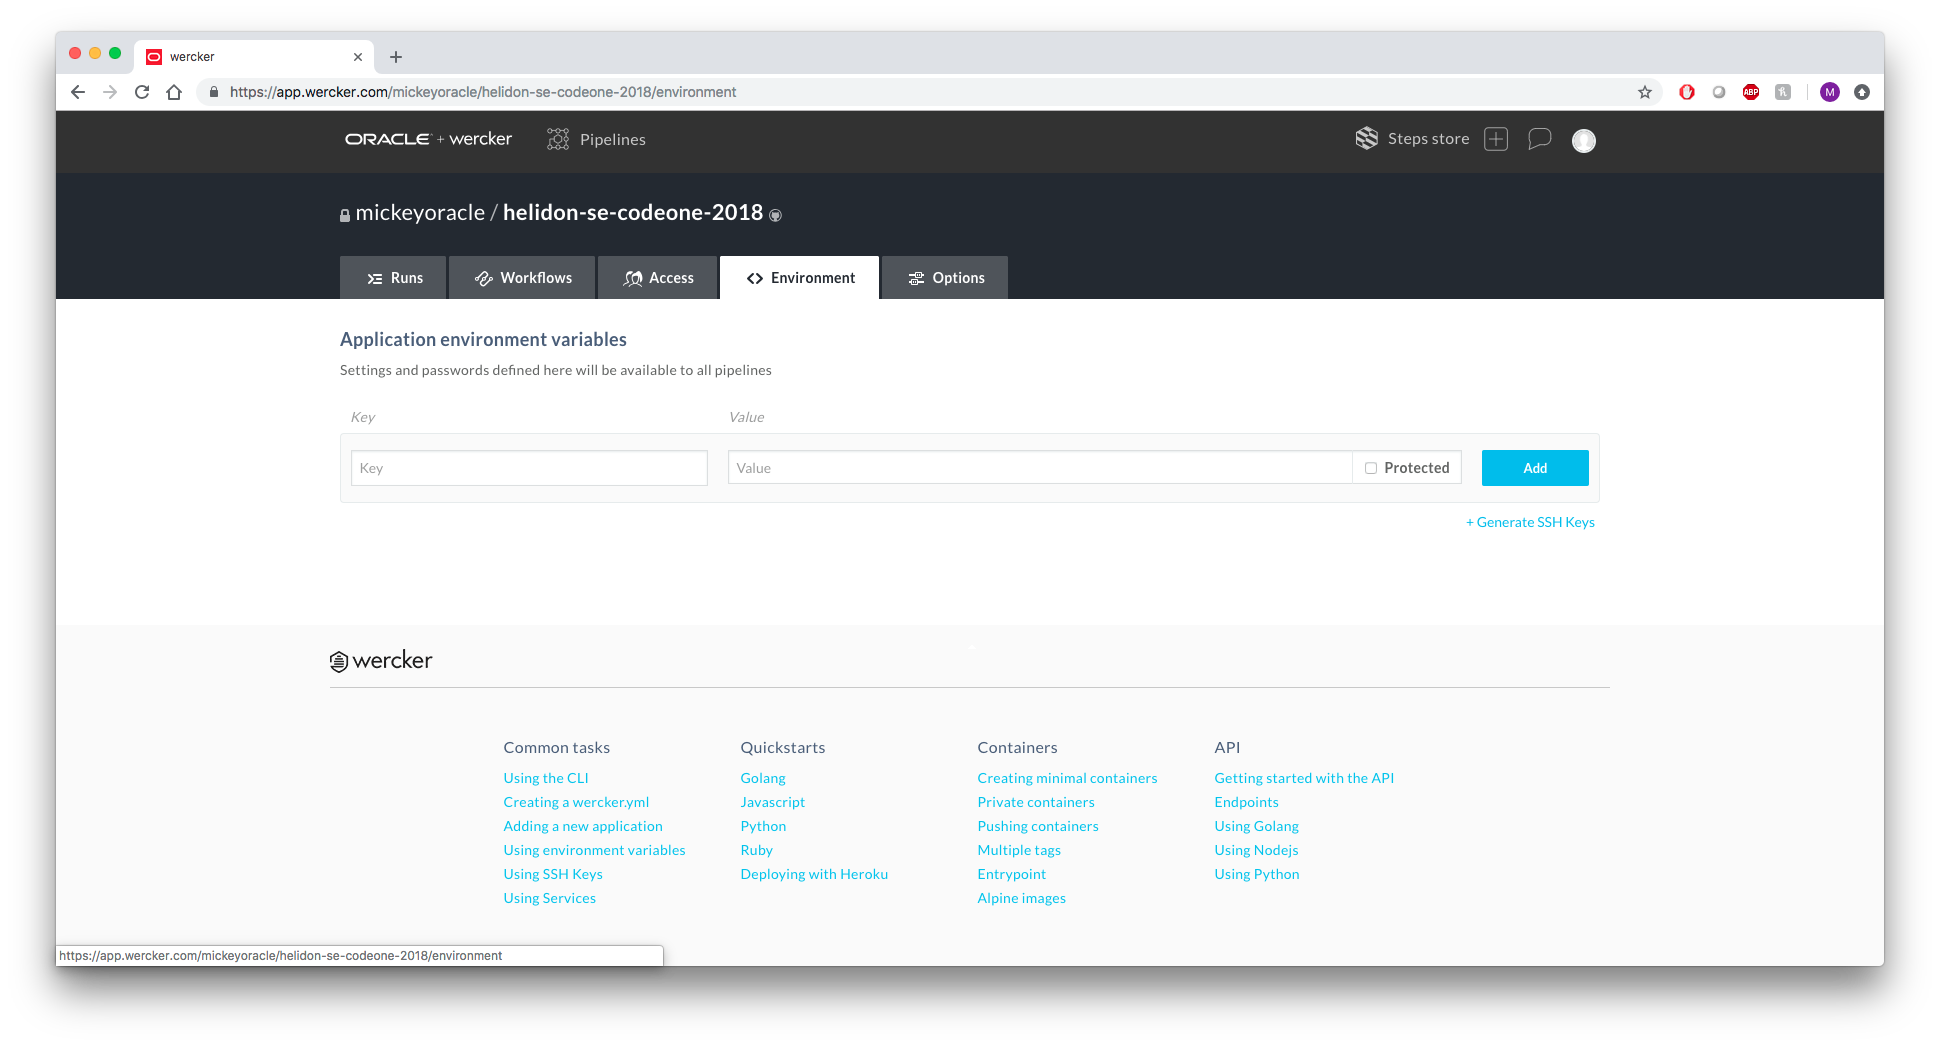 wercker
https://app.wercker.com/mickeyoracle/helidon-se-codeone-2018/environment
ABP
M
ORACLE + wercker
Pipelines
Steps store
mickeyoracle / helidon-se-codeone-2018
Runs
Workflows
Access
Environment
Options
Application environment variables
Settings and passwords defined here will be available to all pipelines
Key
Value
Key
Value
Protected
Add
+ Generate SSH Keys
wercker
Common tasks
Using the CLI
Creating a wercker.yml
Adding a new application
Using environment variables
Using SSH Keys
Using Services
Quickstarts
Golang
Javascript
Python
Ruby
Deploying with Heroku
Containers
Creating minimal containers
Private containers
Pushing containers
Multiple tags
Entrypoint
Alpine images
API
Getting started with the API
Endpoints
Using Golang
Using Nodejs
Using Python
https://app.wercker.com/mickeyoracle/helidon-se-codeone-2018/environment